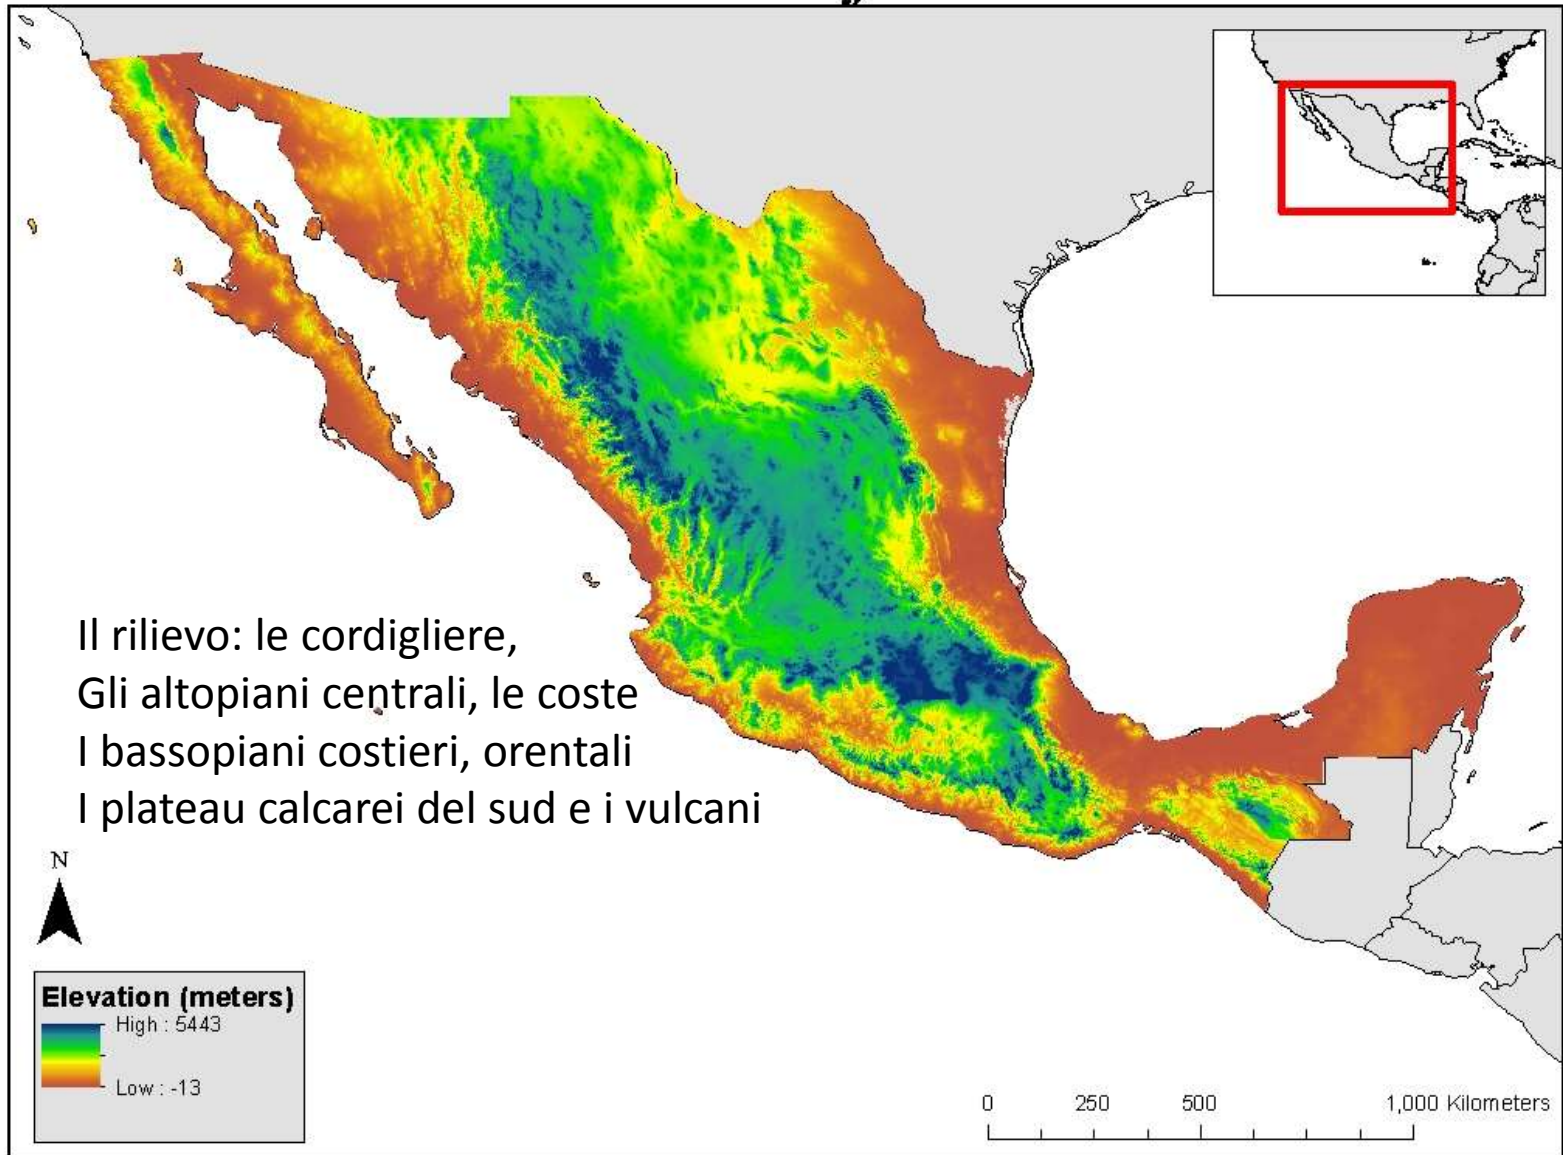 Il rilievo: le cordigliere,
Gli altopiani centrali, le coste
I bassopiani costieri, orentali
I plateau calcarei del sud e i vulcani
N
Elevation (meters)
High : 5443
Low : -13
0 250 500 1,000 Kilometers